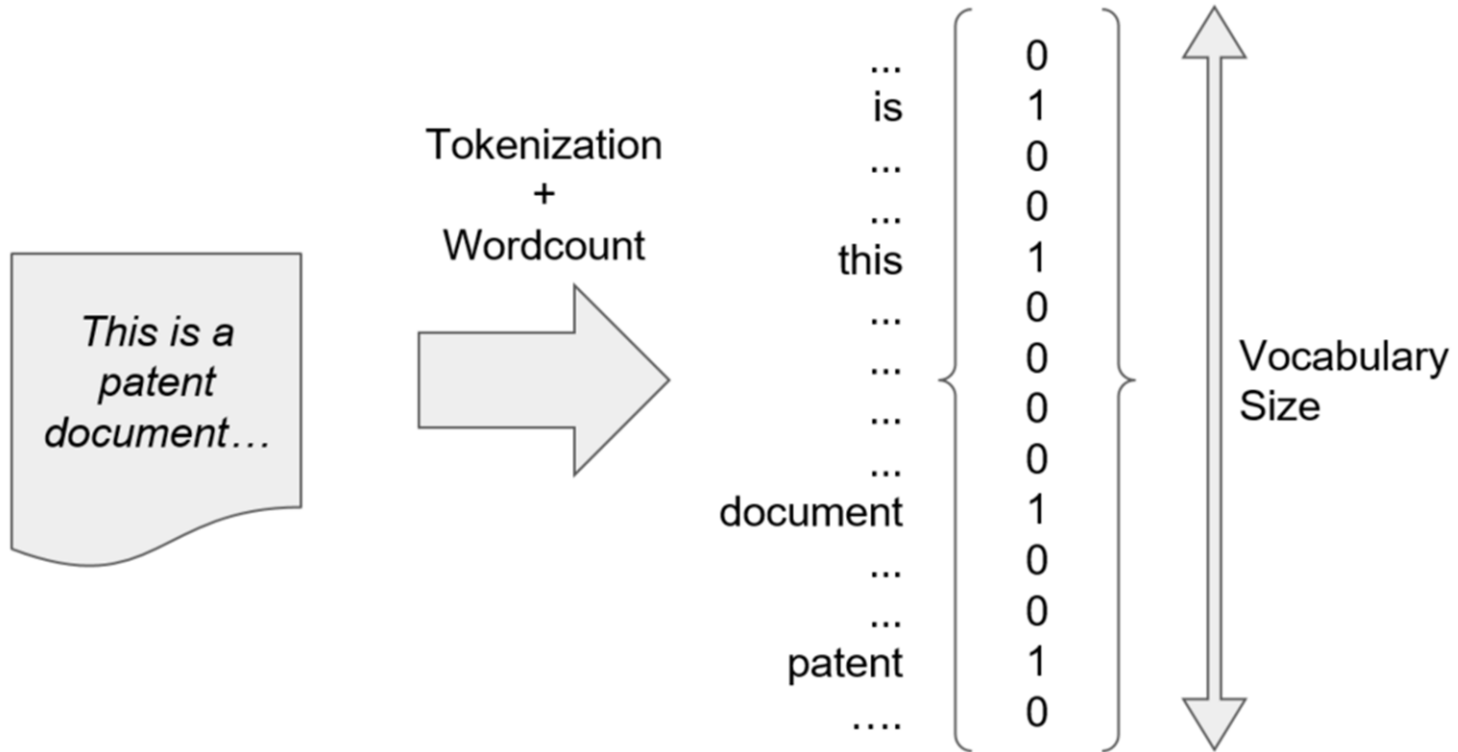 This is a
patent
document…
Tokenization
+
Wordcount
... 0
is 1
... 0
... 0
this 1
... 0
... 0
... 0
... 0
document 1
... 0
... 0
patent 1
.... 0
Vocabulary
Size